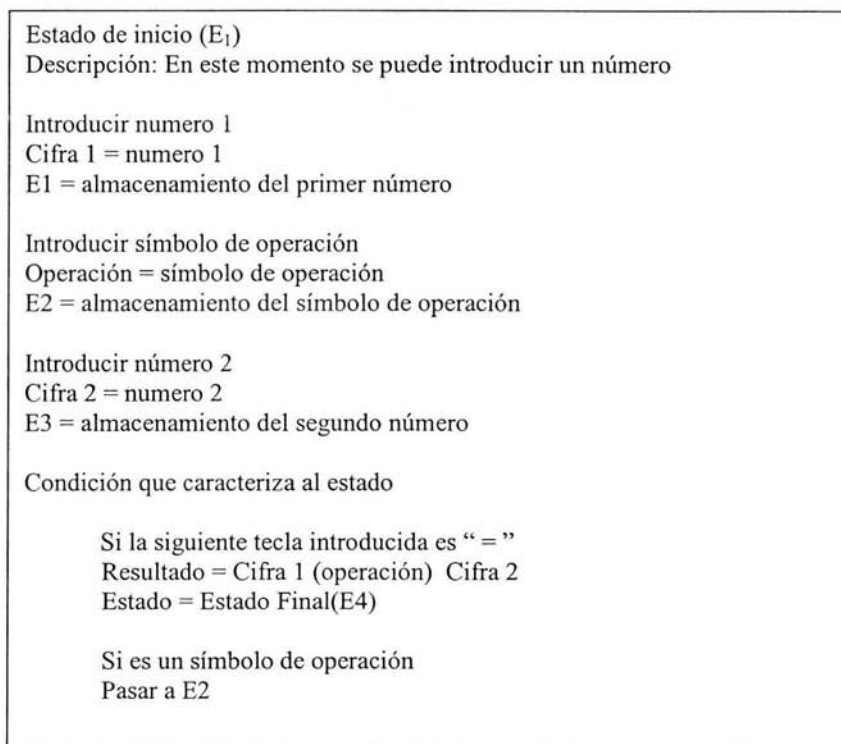 Estado de inicio (E₁)
Descripción: En este momento se puede introducir un número
Introducir numero 1
Cifra 1 = numero 1
E1 = almacenamiento del primer número
Introducir símbolo de operación
Operación = símbolo de operación
E2 = almacenamiento del símbolo de operación
Introducir número 2
Cifra 2 = numero 2
E3 = almacenamiento del segundo número
Condición que caracteriza al estado
Si la siguiente tecla introducida es “ = ”
Resultado = Cifra 1 (operación) Cifra 2
Estado = Estado Final(E4)
Si es un símbolo de operación
Pasar a E2